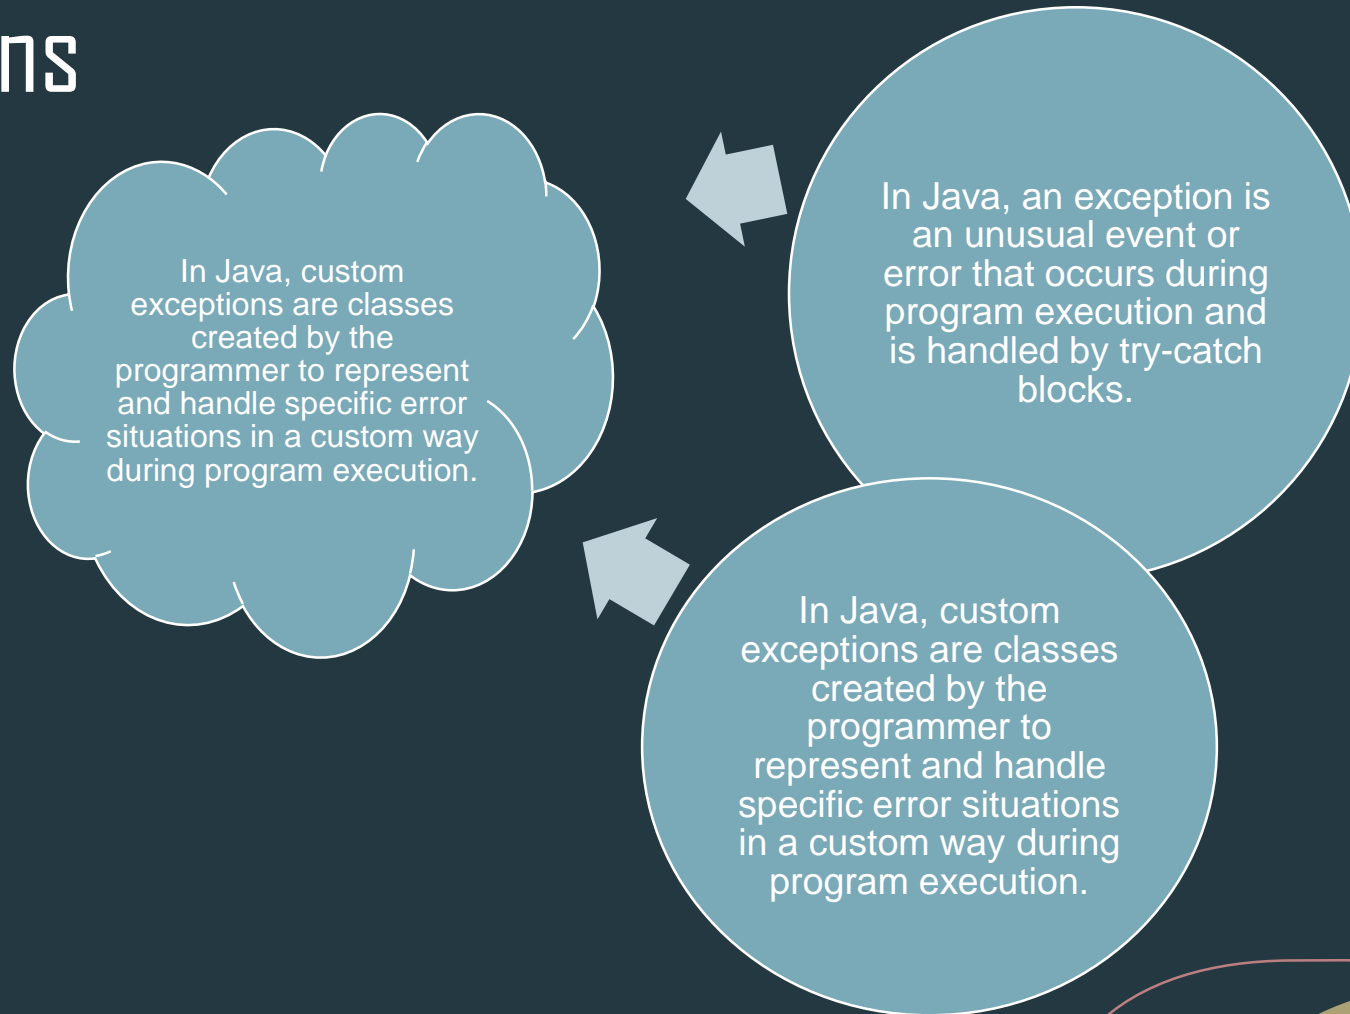 ns
In Java, custom
exceptions are classes
created by the
programmer to represent
and handle specific error
situations in a custom way
during program execution.
In Java, an exception is
an unusual event or
error that occurs during
program execution and
is handled by try-catch
blocks.
In Java, custom
exceptions are classes
created by the
programmer to
represent and handle
specific error situations
in a custom way during
program execution.